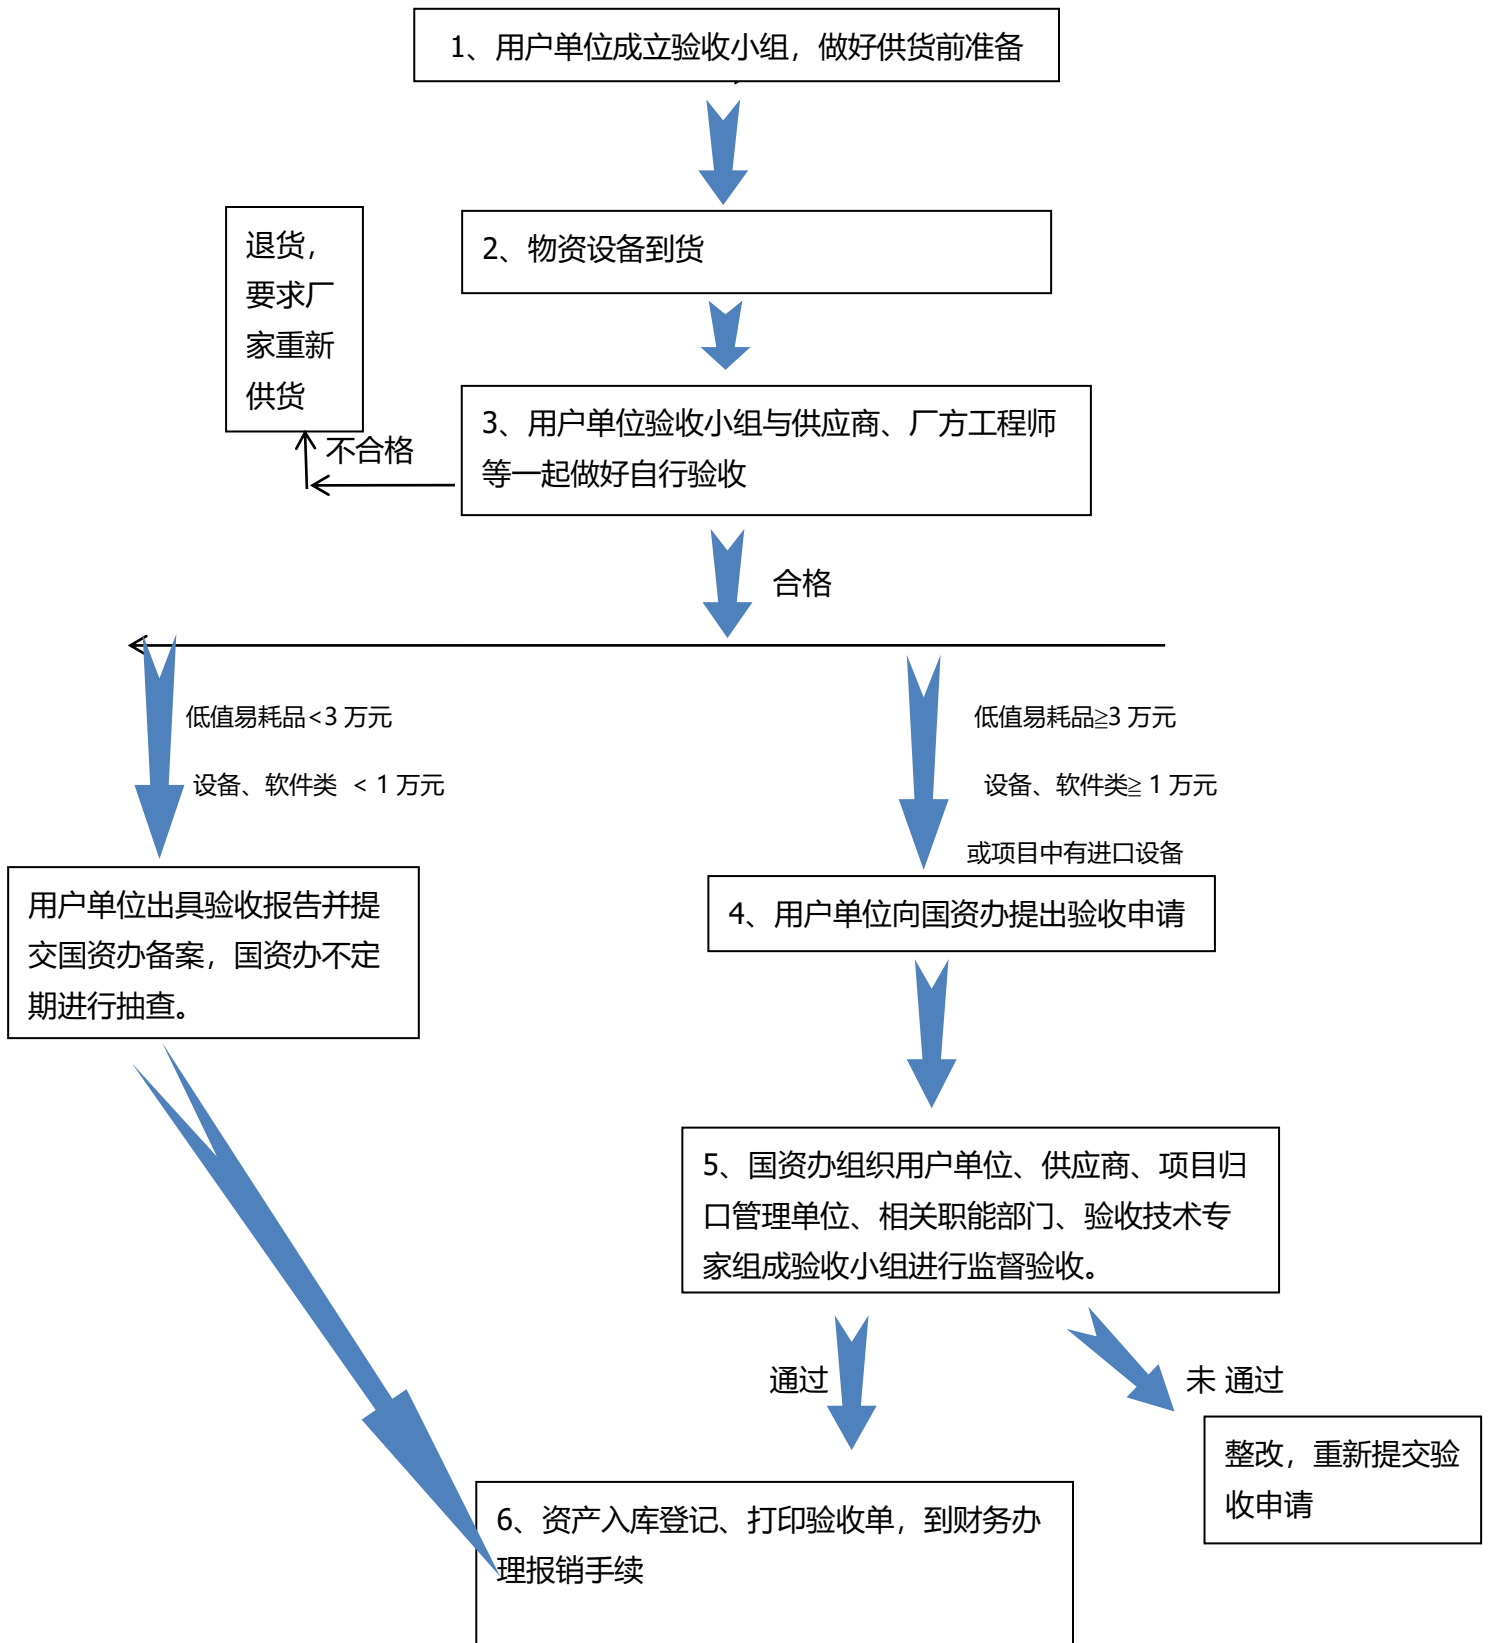 1、用户单位成立验收小组，做好供货前准备
退货，
要求厂
家重新
供货
2、物资设备到货
3、用户单位验收小组与供应商、厂方工程师
等一起做好自行验收
不合格
合格
低值易耗品<3 万元
设备、软件类 < 1 万元
低值易耗品≧3 万元
设备、软件类≧ 1 万元
或项目中有进口设备
用户单位出具验收报告并提
交国资办备案，国资办不定
期进行抽查。
4、用户单位向国资办提出验收申请
5、国资办组织用户单位、供应商、项目归
口管理单位、相关职能部门、验收技术专
家组成验收小组进行监督验收。
通过
未 通过
整改，重新提交验
收申请
6、资产入库登记、打印验收单，到财务办
理报销手续